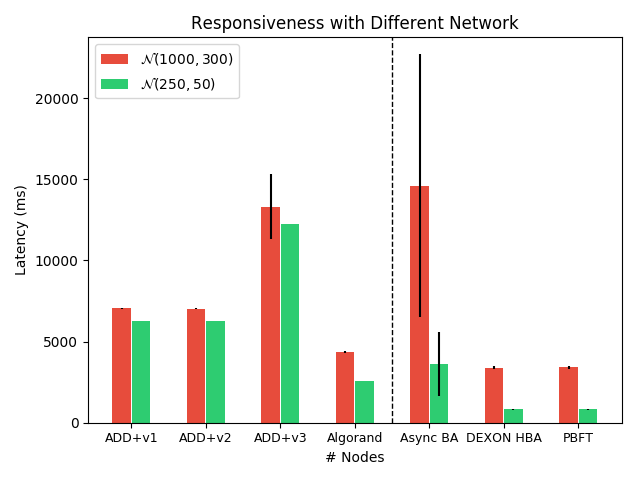 Responsiveness with Different Network
𝒩(1000, 300)
𝒩(250, 50)
Latency (ms)
20000
15000
10000
5000
0
ADD+v1 ADD+v2 ADD+v3 Algorand Async BA DEXON HBA PBFT
# Nodes